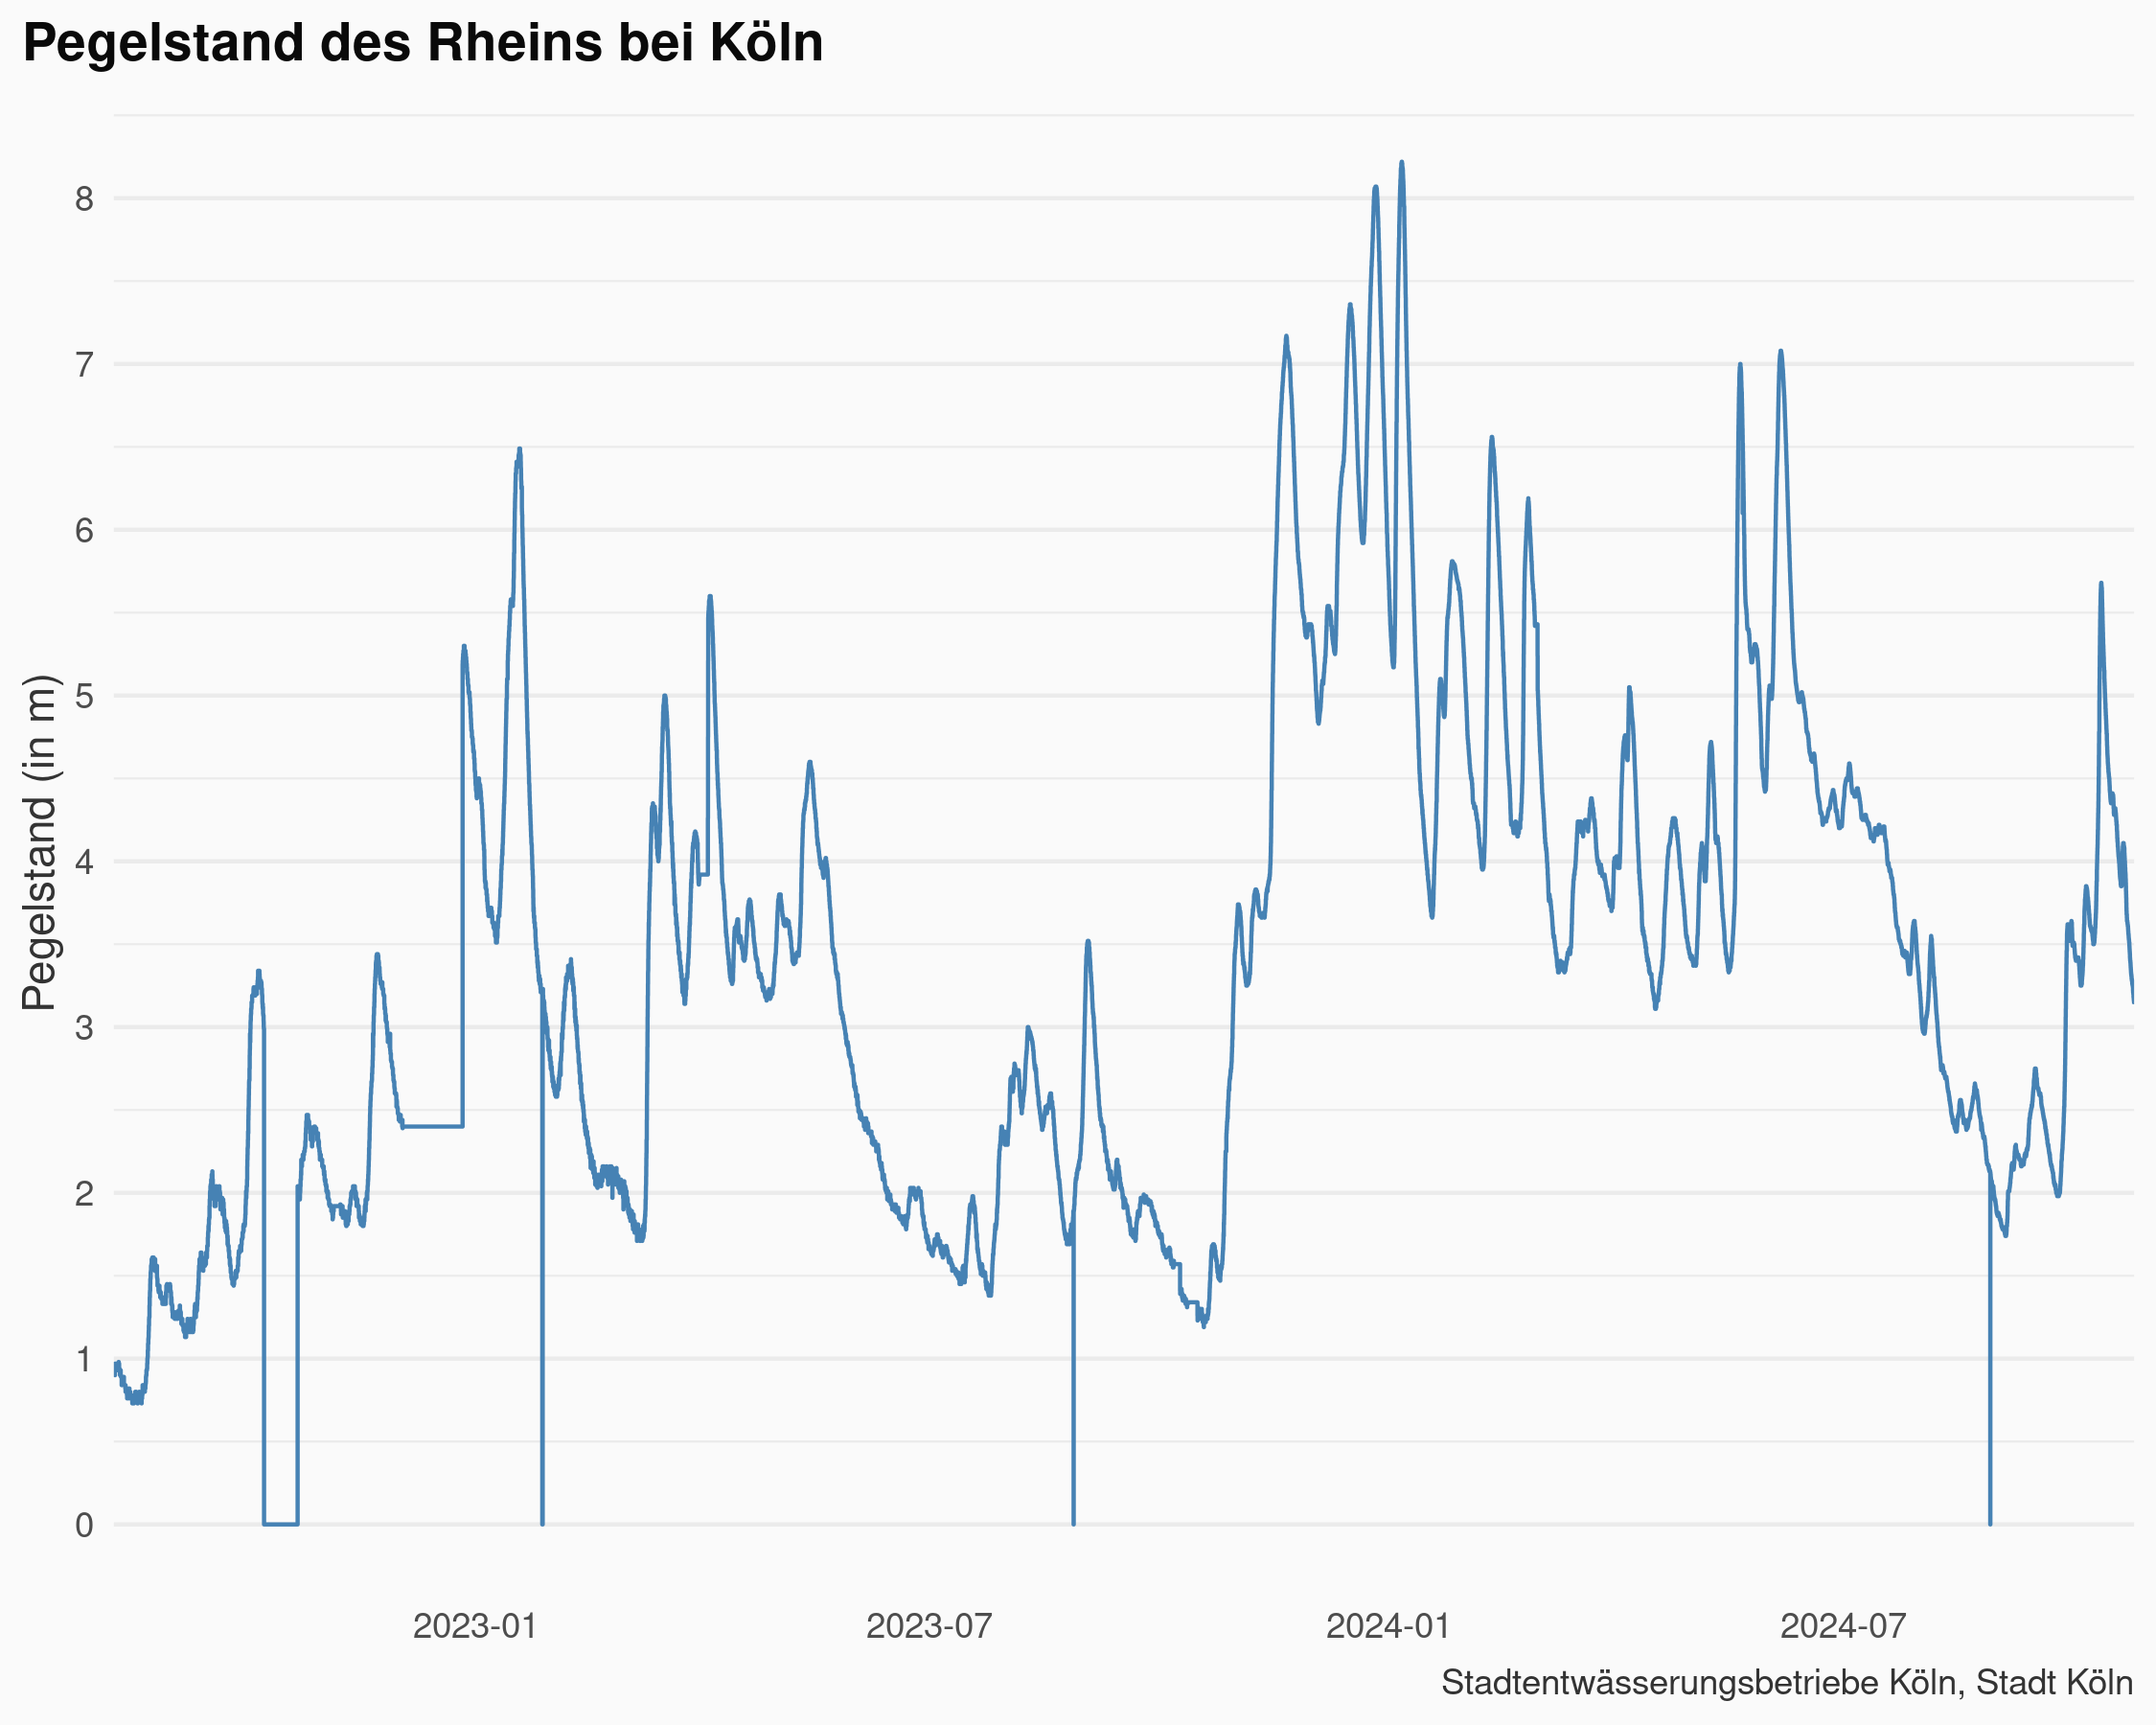 Pegelstand des Rheins bei Köln
Pegelstand (in m)
8
7
6
5
4
3
2
1
0
2023-01 2023-07 2024-01 2024-07
Stadtentwässerungsbetriebe Köln, Stadt Köln